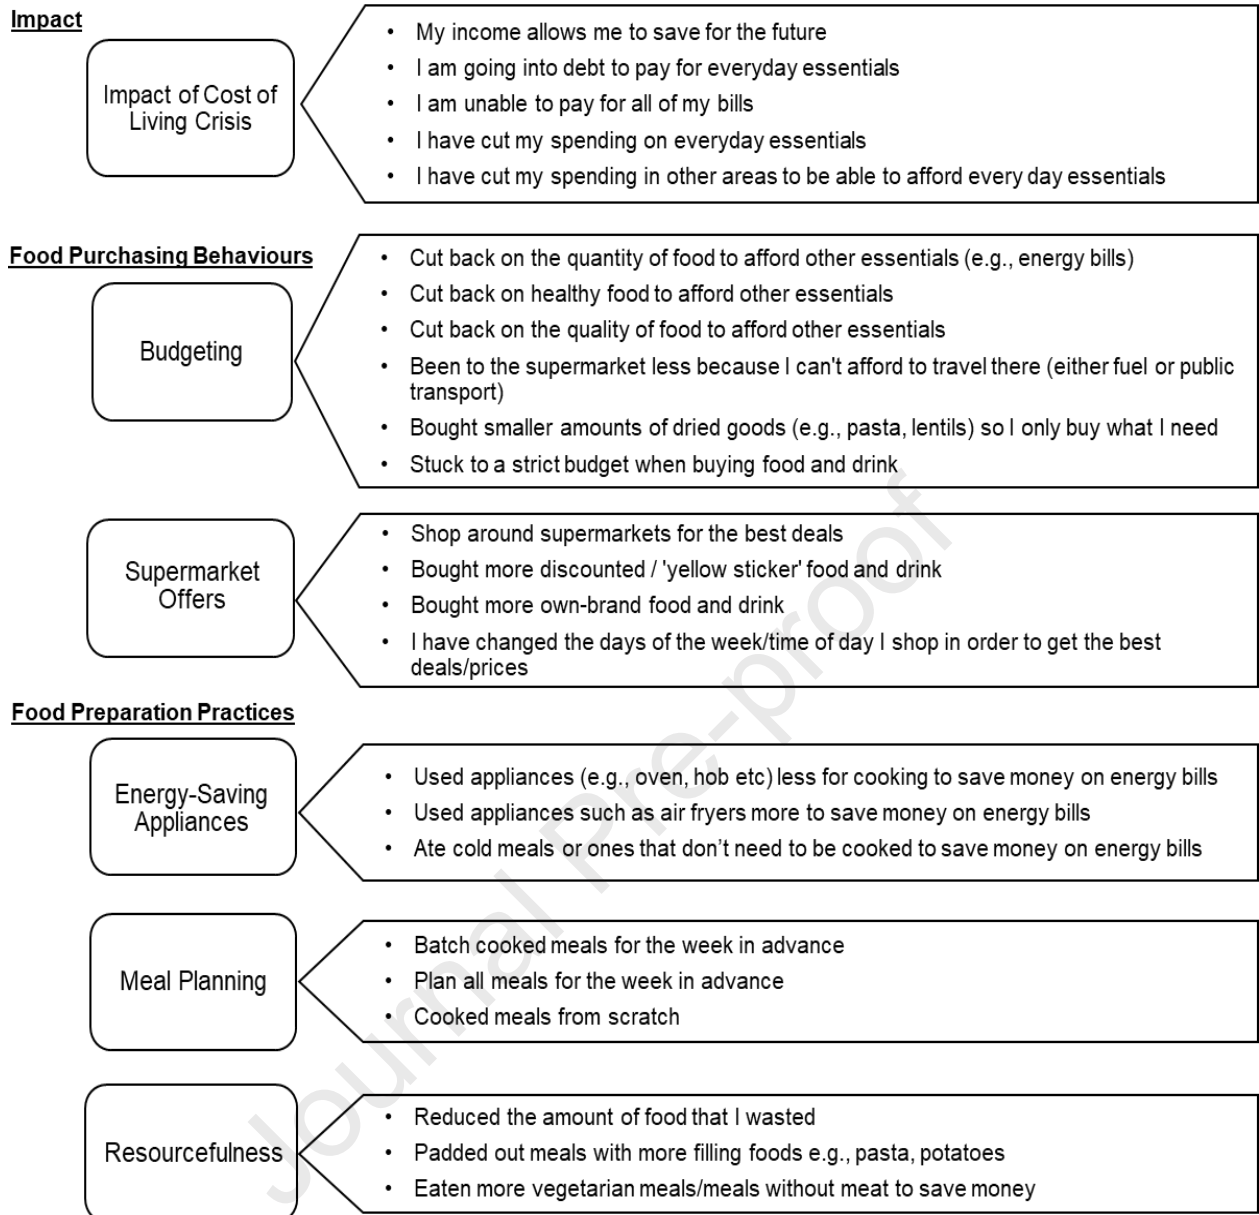 Impact
Impact of Cost of
Living Crisis
• My income allows me to save for the future
• I am going into debt to pay for everyday essentials
• I am unable to pay for all of my bills
• I have cut my spending on everyday essentials
• I have cut my spending in other areas to be able to afford every day essentials
Food Purchasing Behaviours
Budgeting
• Cut back on the quantity of food to afford other essentials (e.g., energy bills)
• Cut back on healthy food to afford other essentials
• Cut back on the quality of food to afford other essentials
• Been to the supermarket less because I can't afford to travel there (either fuel or public
transport)
• Bought smaller amounts of dried goods (e.g., pasta, lentils) so I only buy what I need
• Stuck to a strict budget when buying food and drink
Supermarket
Offers
• Shop around supermarkets for the best deals
• Bought more discounted / 'yellow sticker' food and drink
• Bought more own-brand food and drink
• I have changed the days of the week/time of day I shop in order to get the best
deals/prices
Food Preparation Practices
Energy-Saving
Appliances
• Used appliances (e.g., oven, hob etc) less for cooking to save money on energy bills
• Used appliances such as air fryers more to save money on energy bills
• Ate cold meals or ones that don’t need to be cooked to save money on energy bills
Meal Planning
• Batch cooked meals for the week in advance
• Plan all meals for the week in advance
• Cooked meals from scratch
Resourcefulness
• Reduced the amount of food that I wasted
• Padded out meals with more filling foods e.g., pasta, potatoes
• Eaten more vegetarian meals/meals without meat to save money
Journal Pre-proof